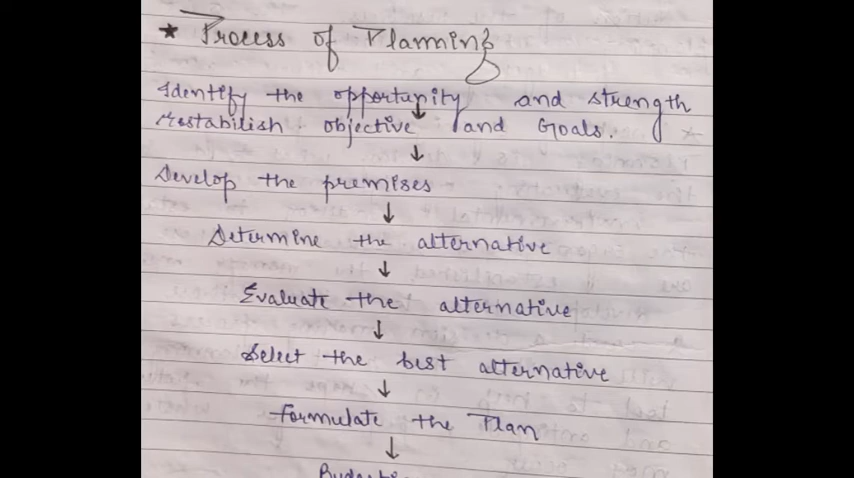 ★ Process of Planning
Identify the opportunity and strength
↓
restabilish objective and Goals.
↓
Develop the premises
↓
Determine the alternative
↓
Evaluate the alternative
↓
Select the best alternative
↓
Formulate the Plan
↓